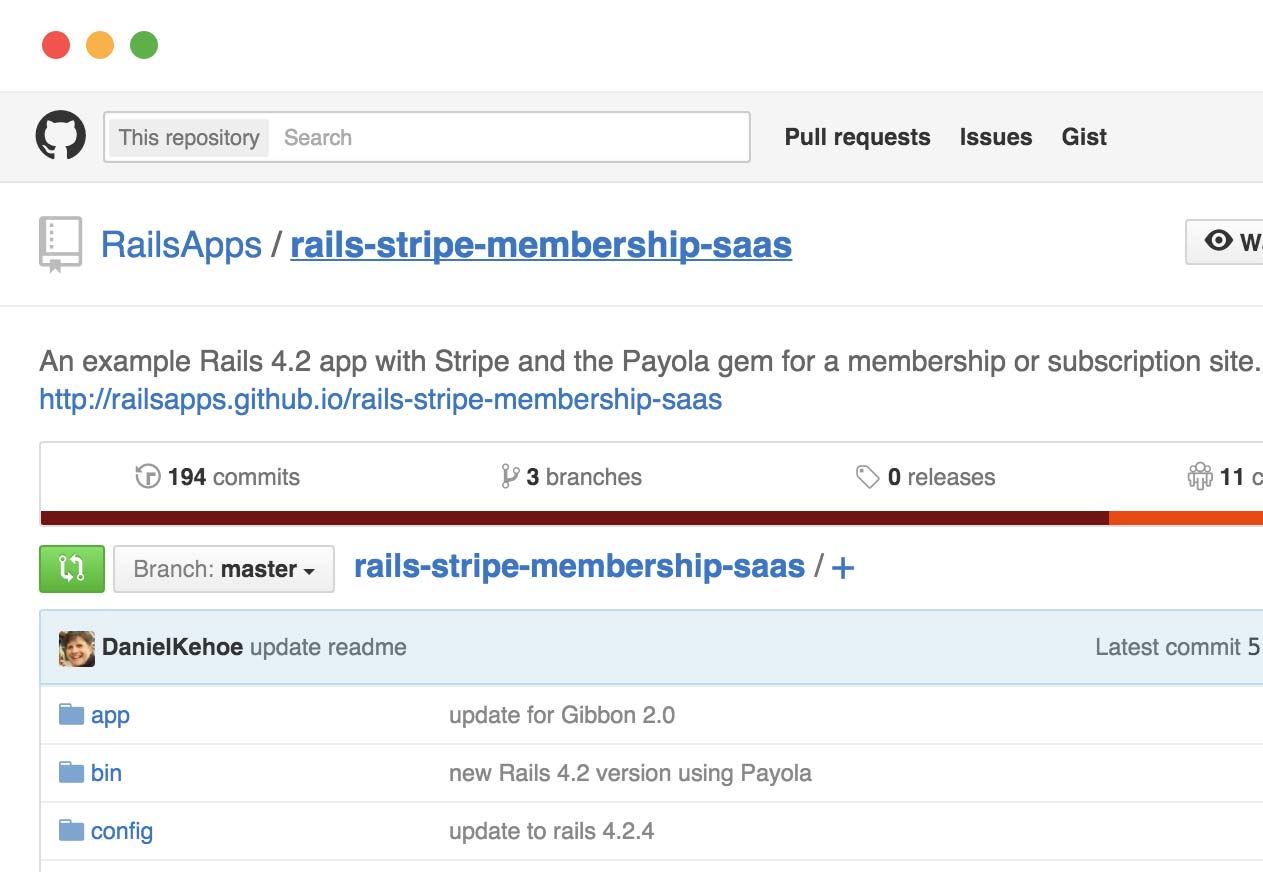 This repository Search Pull requests Issues Gist
RailsApps / rails-stripe-membership-saas
An example Rails 4.2 app with Stripe and the Payola gem for a membership or subscription site.
http://railsapps.github.io/rails-stripe-membership-saas
194 commits 3 branches 0 releases 11
Branch: master rails-stripe-membership-saas / +
DanielKehoe update readme Latest commit 5
app update for Gibbon 2.0
bin new Rails 4.2 version using Payola
config update to rails 4.2.4